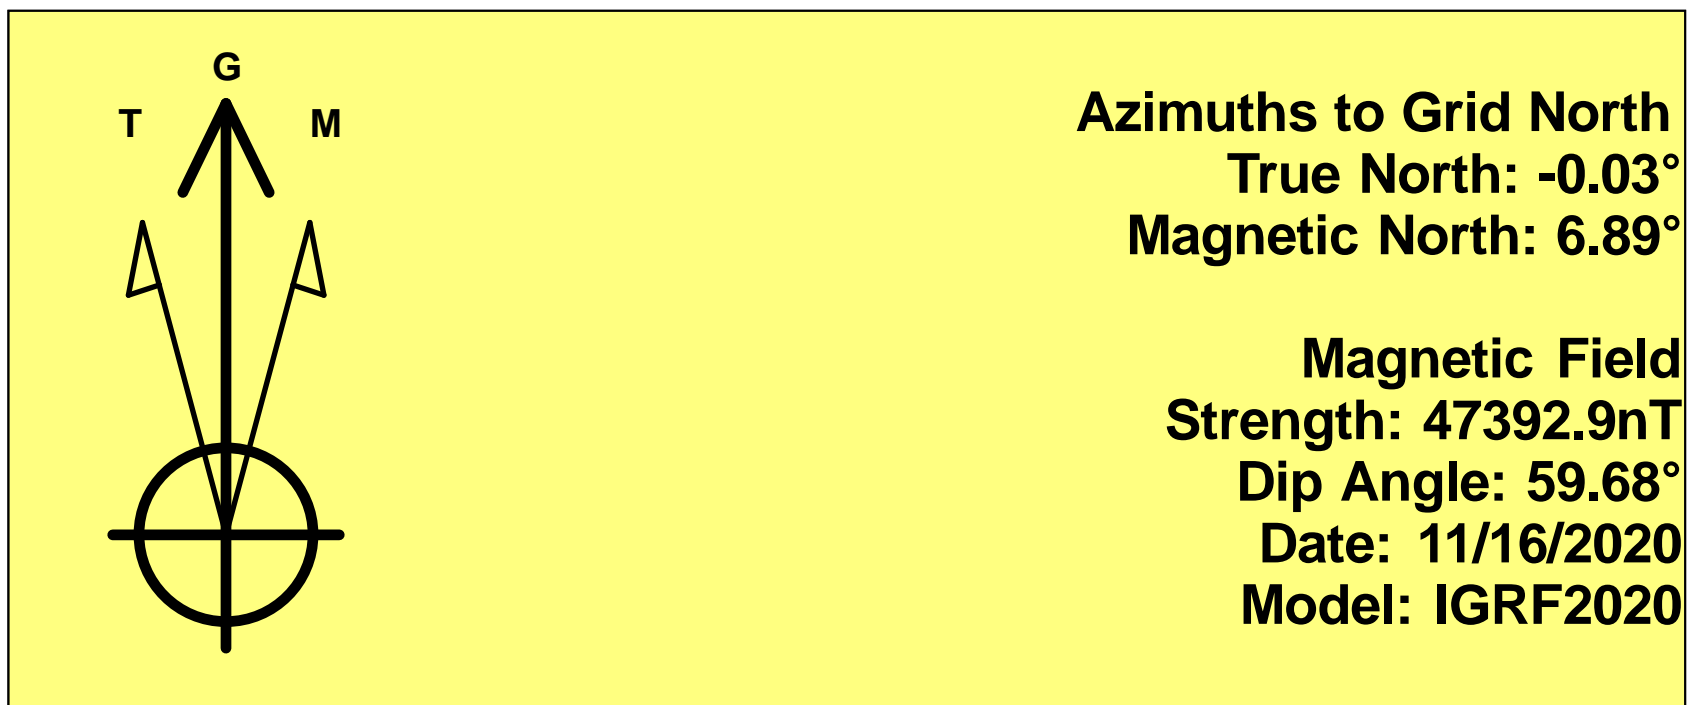 G
T
M
Azimuths to Grid North
True North: -0.03°
Magnetic North: 6.89°
Magnetic Field
Strength: 47392.9nT
Dip Angle: 59.68°
Date: 11/16/2020
Model: IGRF2020